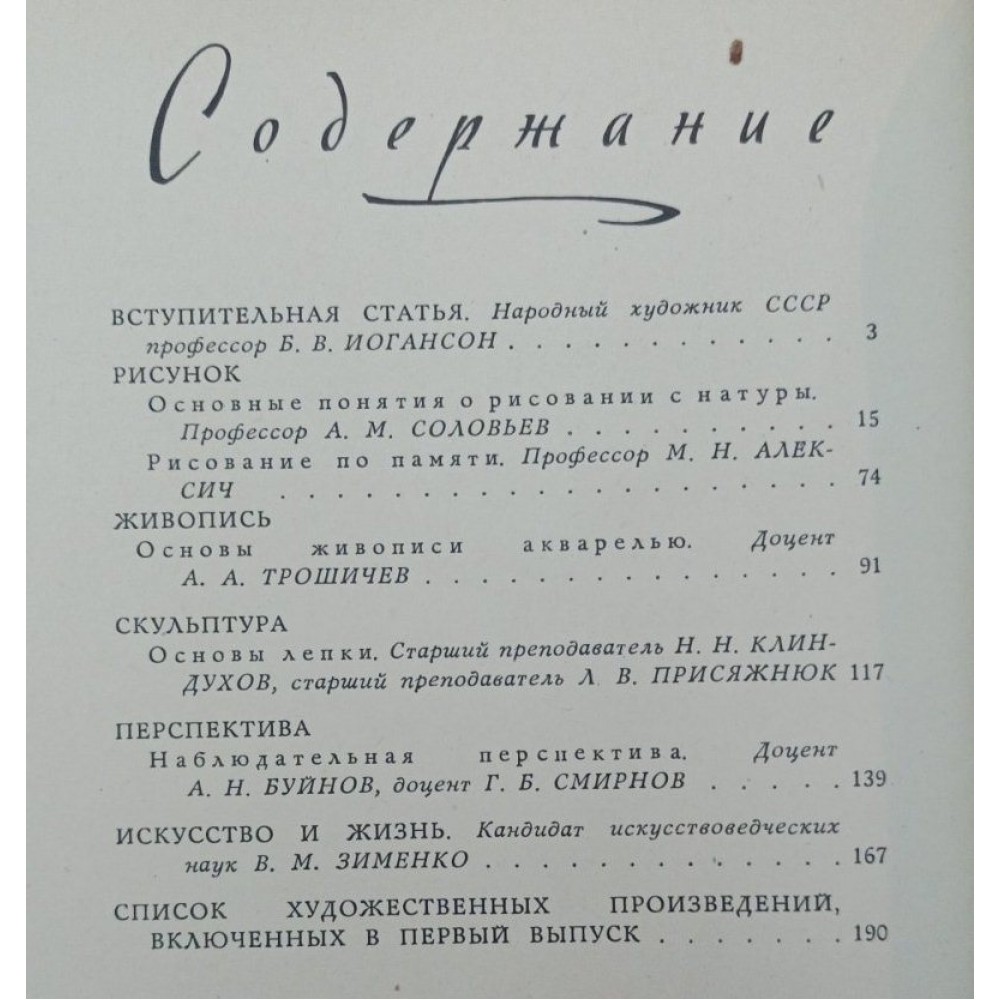 Содержание
ВСТУПИТЕЛЬНАЯ СТАТЬЯ. Народный художник СССР
профессор Б. В. ИОГАНСОН . . . . . . . . . . . . 3
РИСУНОК
Основные понятия о рисовании с натуры.
Профессор А. М. СОЛОВЬЕВ . . . . . . . . . . 15
Рисование по памяти. Профессор М. Н. АЛЕК-
СИЧ . . . . . . . . . . . . . . . . . . . . 74
ЖИВОПИСЬ
Основы живописи акварелью. Доцент
А. А. ТРОШИЧЕВ . . . . . . . . . . . . . . . 91
СКУЛЬПТУРА
Основы лепки. Старший преподаватель Н. Н. КЛИН-
ДУХОВ, старший преподаватель Л. В. ПРИСЯЖНЮК 117
ПЕРСПЕКТИВА
Наблюдательная перспектива. Доцент
А. Н. БУЙНОВ, доцент Г. Б. СМИРНОВ . . . . . 139
ИСКУССТВО И ЖИЗНЬ. Кандидат искусствоведческих
наук В. М. ЗИМЕНКО . . . . . . . . . . . . . 167
СПИСОК ХУДОЖЕСТВЕННЫХ ПРОИЗВЕДЕНИЙ,
ВКЛЮЧЕННЫХ В ПЕРВЫЙ ВЫПУСК . . . . . . . 190